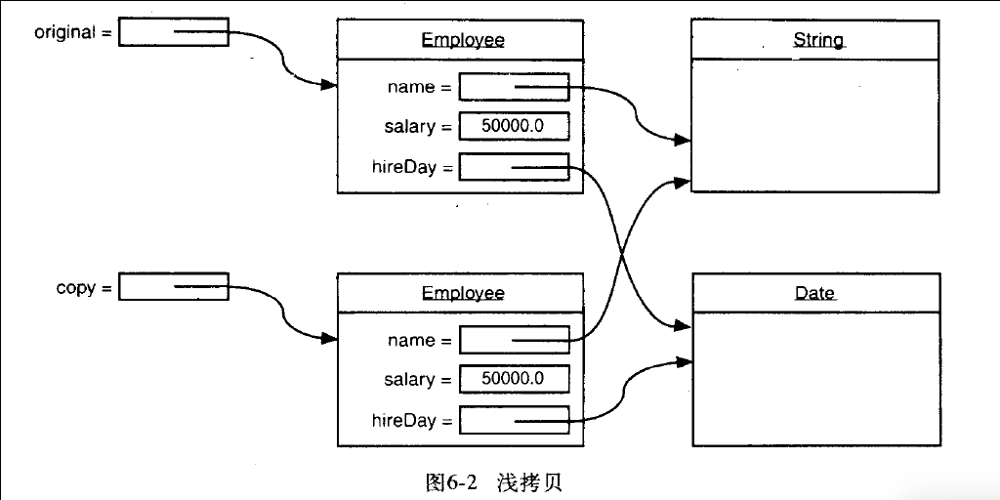 original =
Employee
String
name =
salary = 50000.0
hireDay =
copy =
Employee
Date
name =
salary = 50000.0
hireDay =
图6-2 浅拷贝